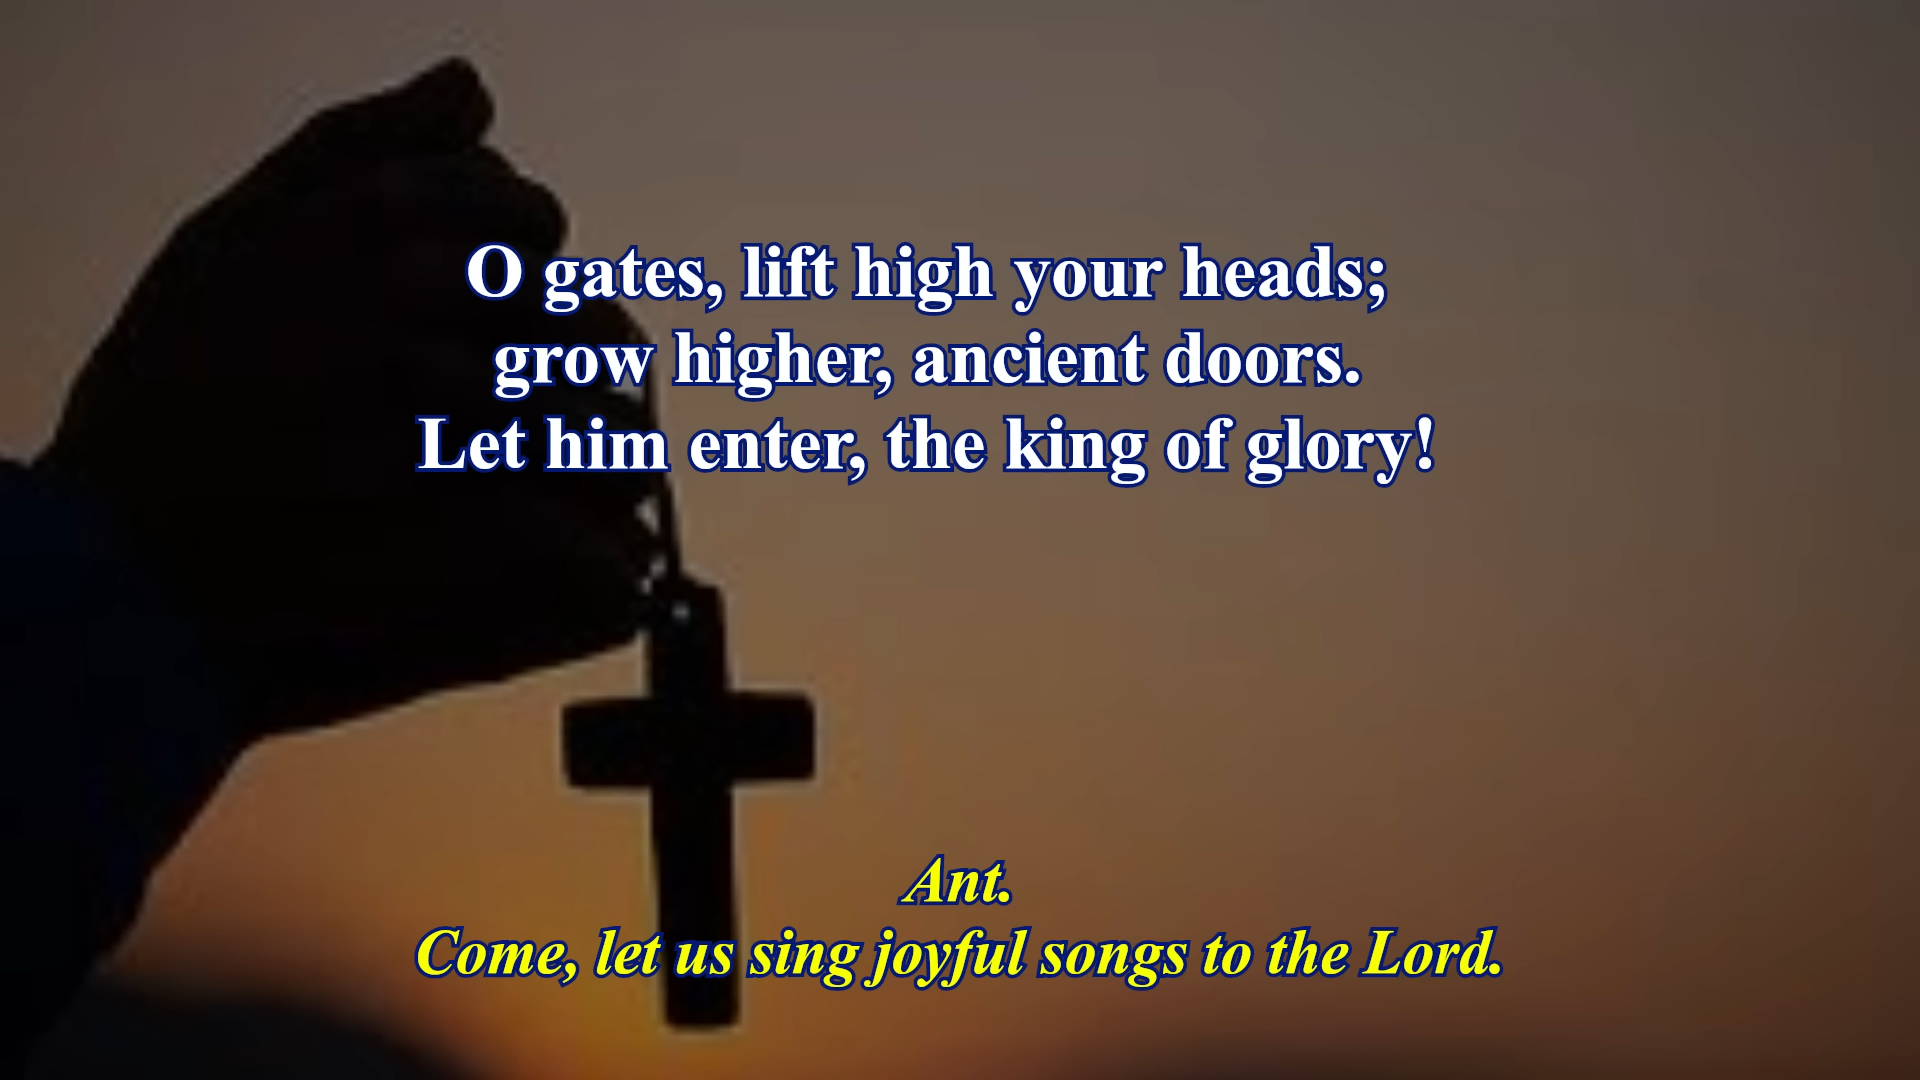 O gates, lift high your heads;
grow higher, ancient doors.
Let him enter, the king of glory!
Ant.
Come, let us sing joyful songs to the Lord.